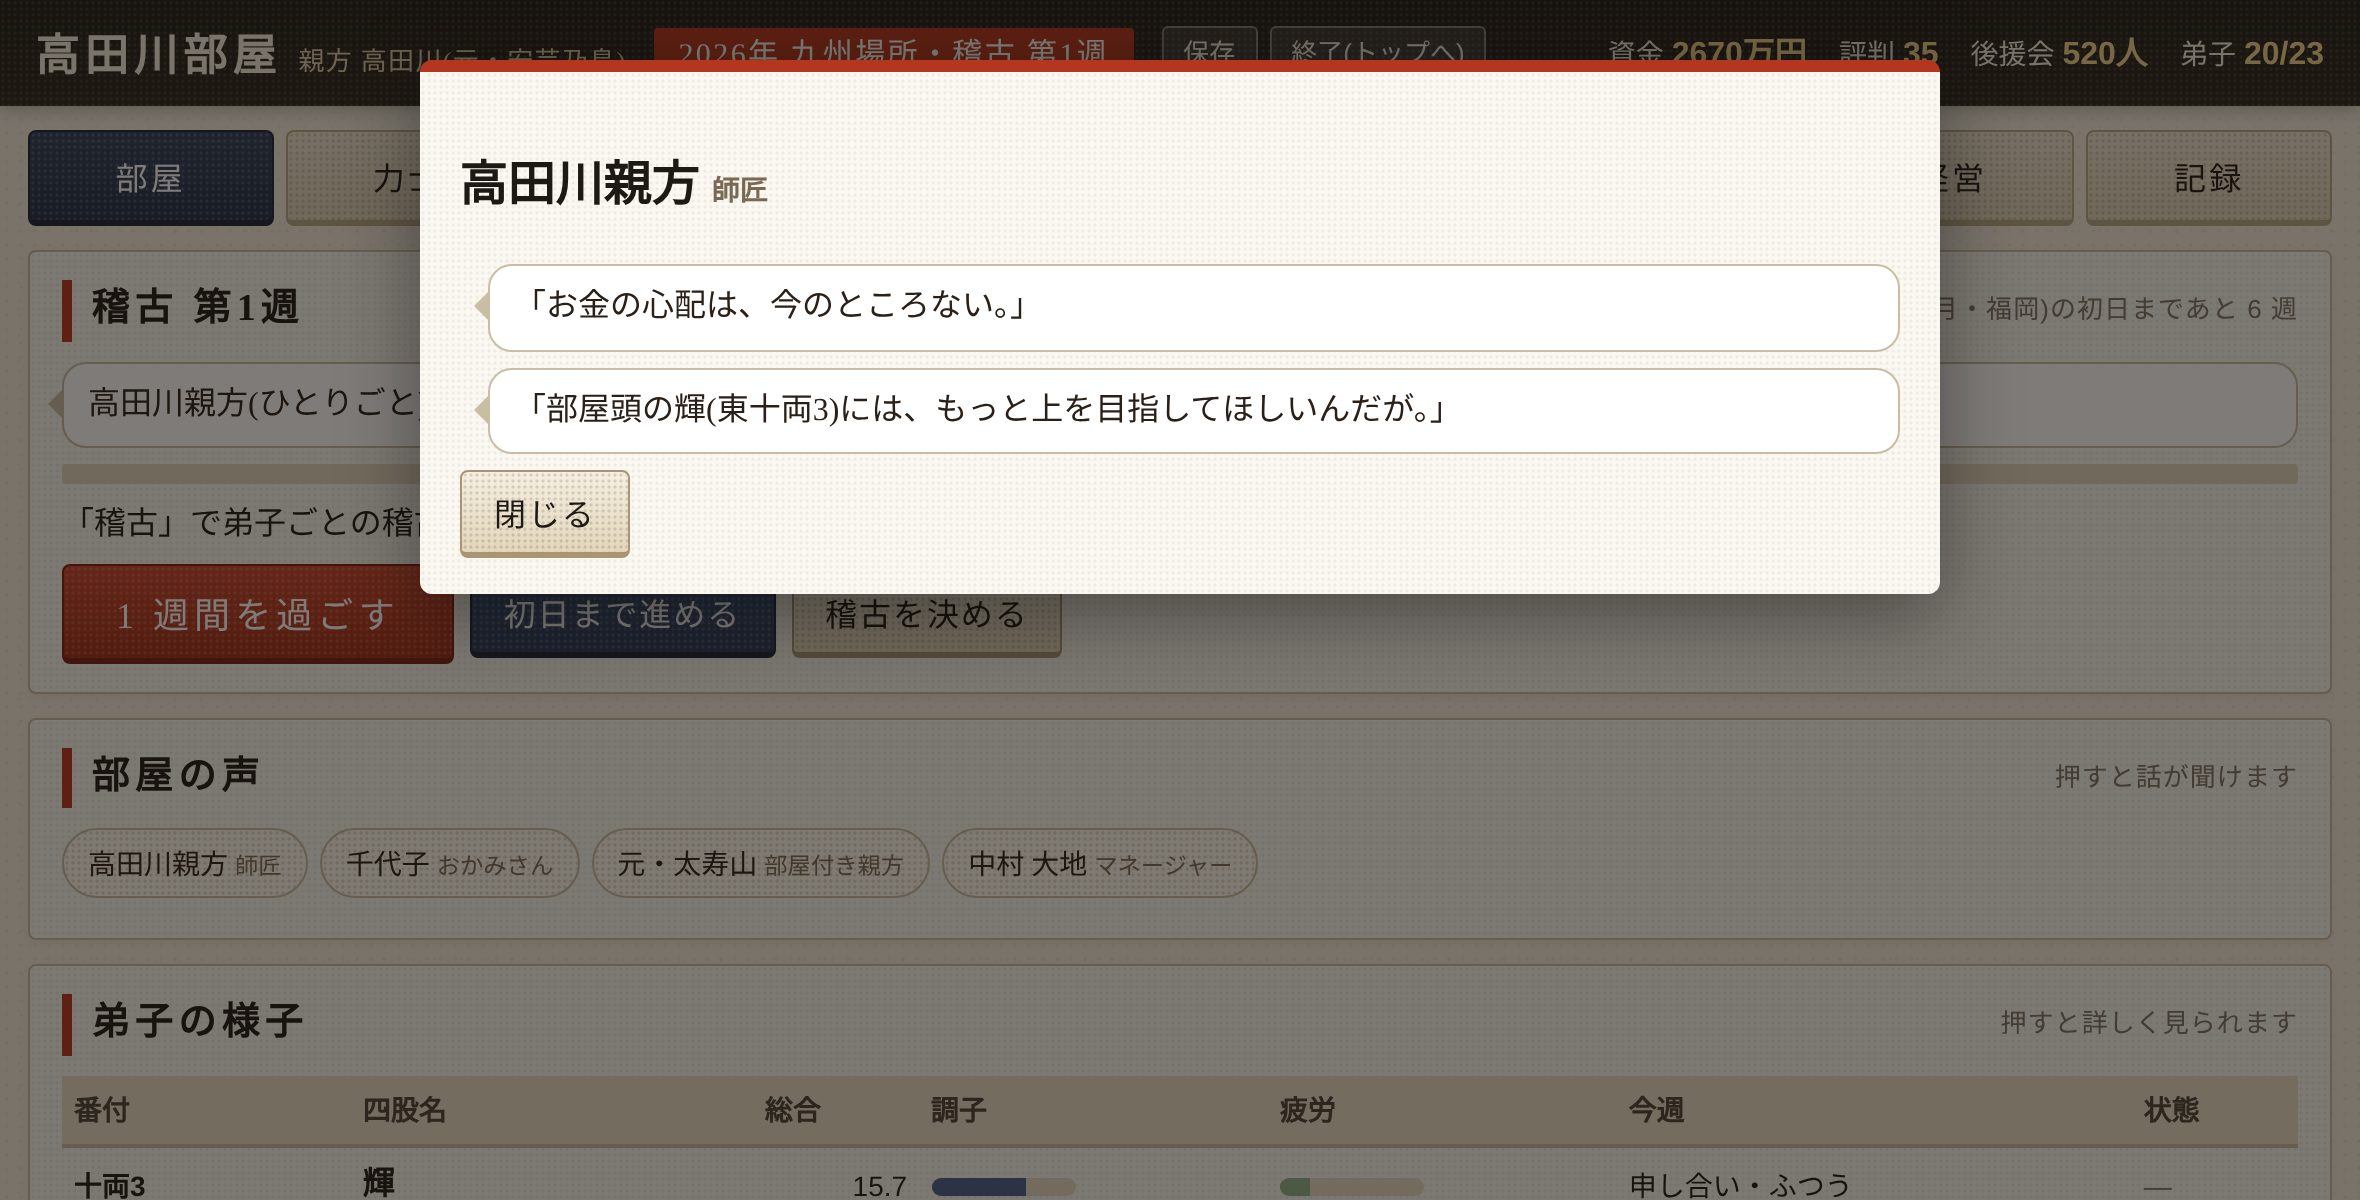 高田川部屋 親方 高田川(元・安芸乃島) 2026年 九州場所・稽古 第1週 保存 終了(トップへ) 資金 2670万円 評判 35 後援会 520人 弟子 20/23
部屋 力士 経営 記録
高田川親方 師匠
「お金の心配は、今のところない。」
「部屋頭の輝(東十両3)には、もっと上を目指してほしいんだが。」
閉じる
稽古 第1週 月・福岡)の初日まであと 6 週
高田川親方(ひとりごと)
「稽古」で弟子ごとの稽
1 週間を過ごす 初日まで進める 稽古を決める
部屋の声 押すと話が聞けます
高田川親方 師匠 千代子 おかみさん 元・太寿山 部屋付き親方 中村 大地 マネージャー
弟子の様子 押すと詳しく見られます
番付 四股名 総合 調子 疲労 今週 状態
十両3 輝 15.7 申し合い・ふつう —